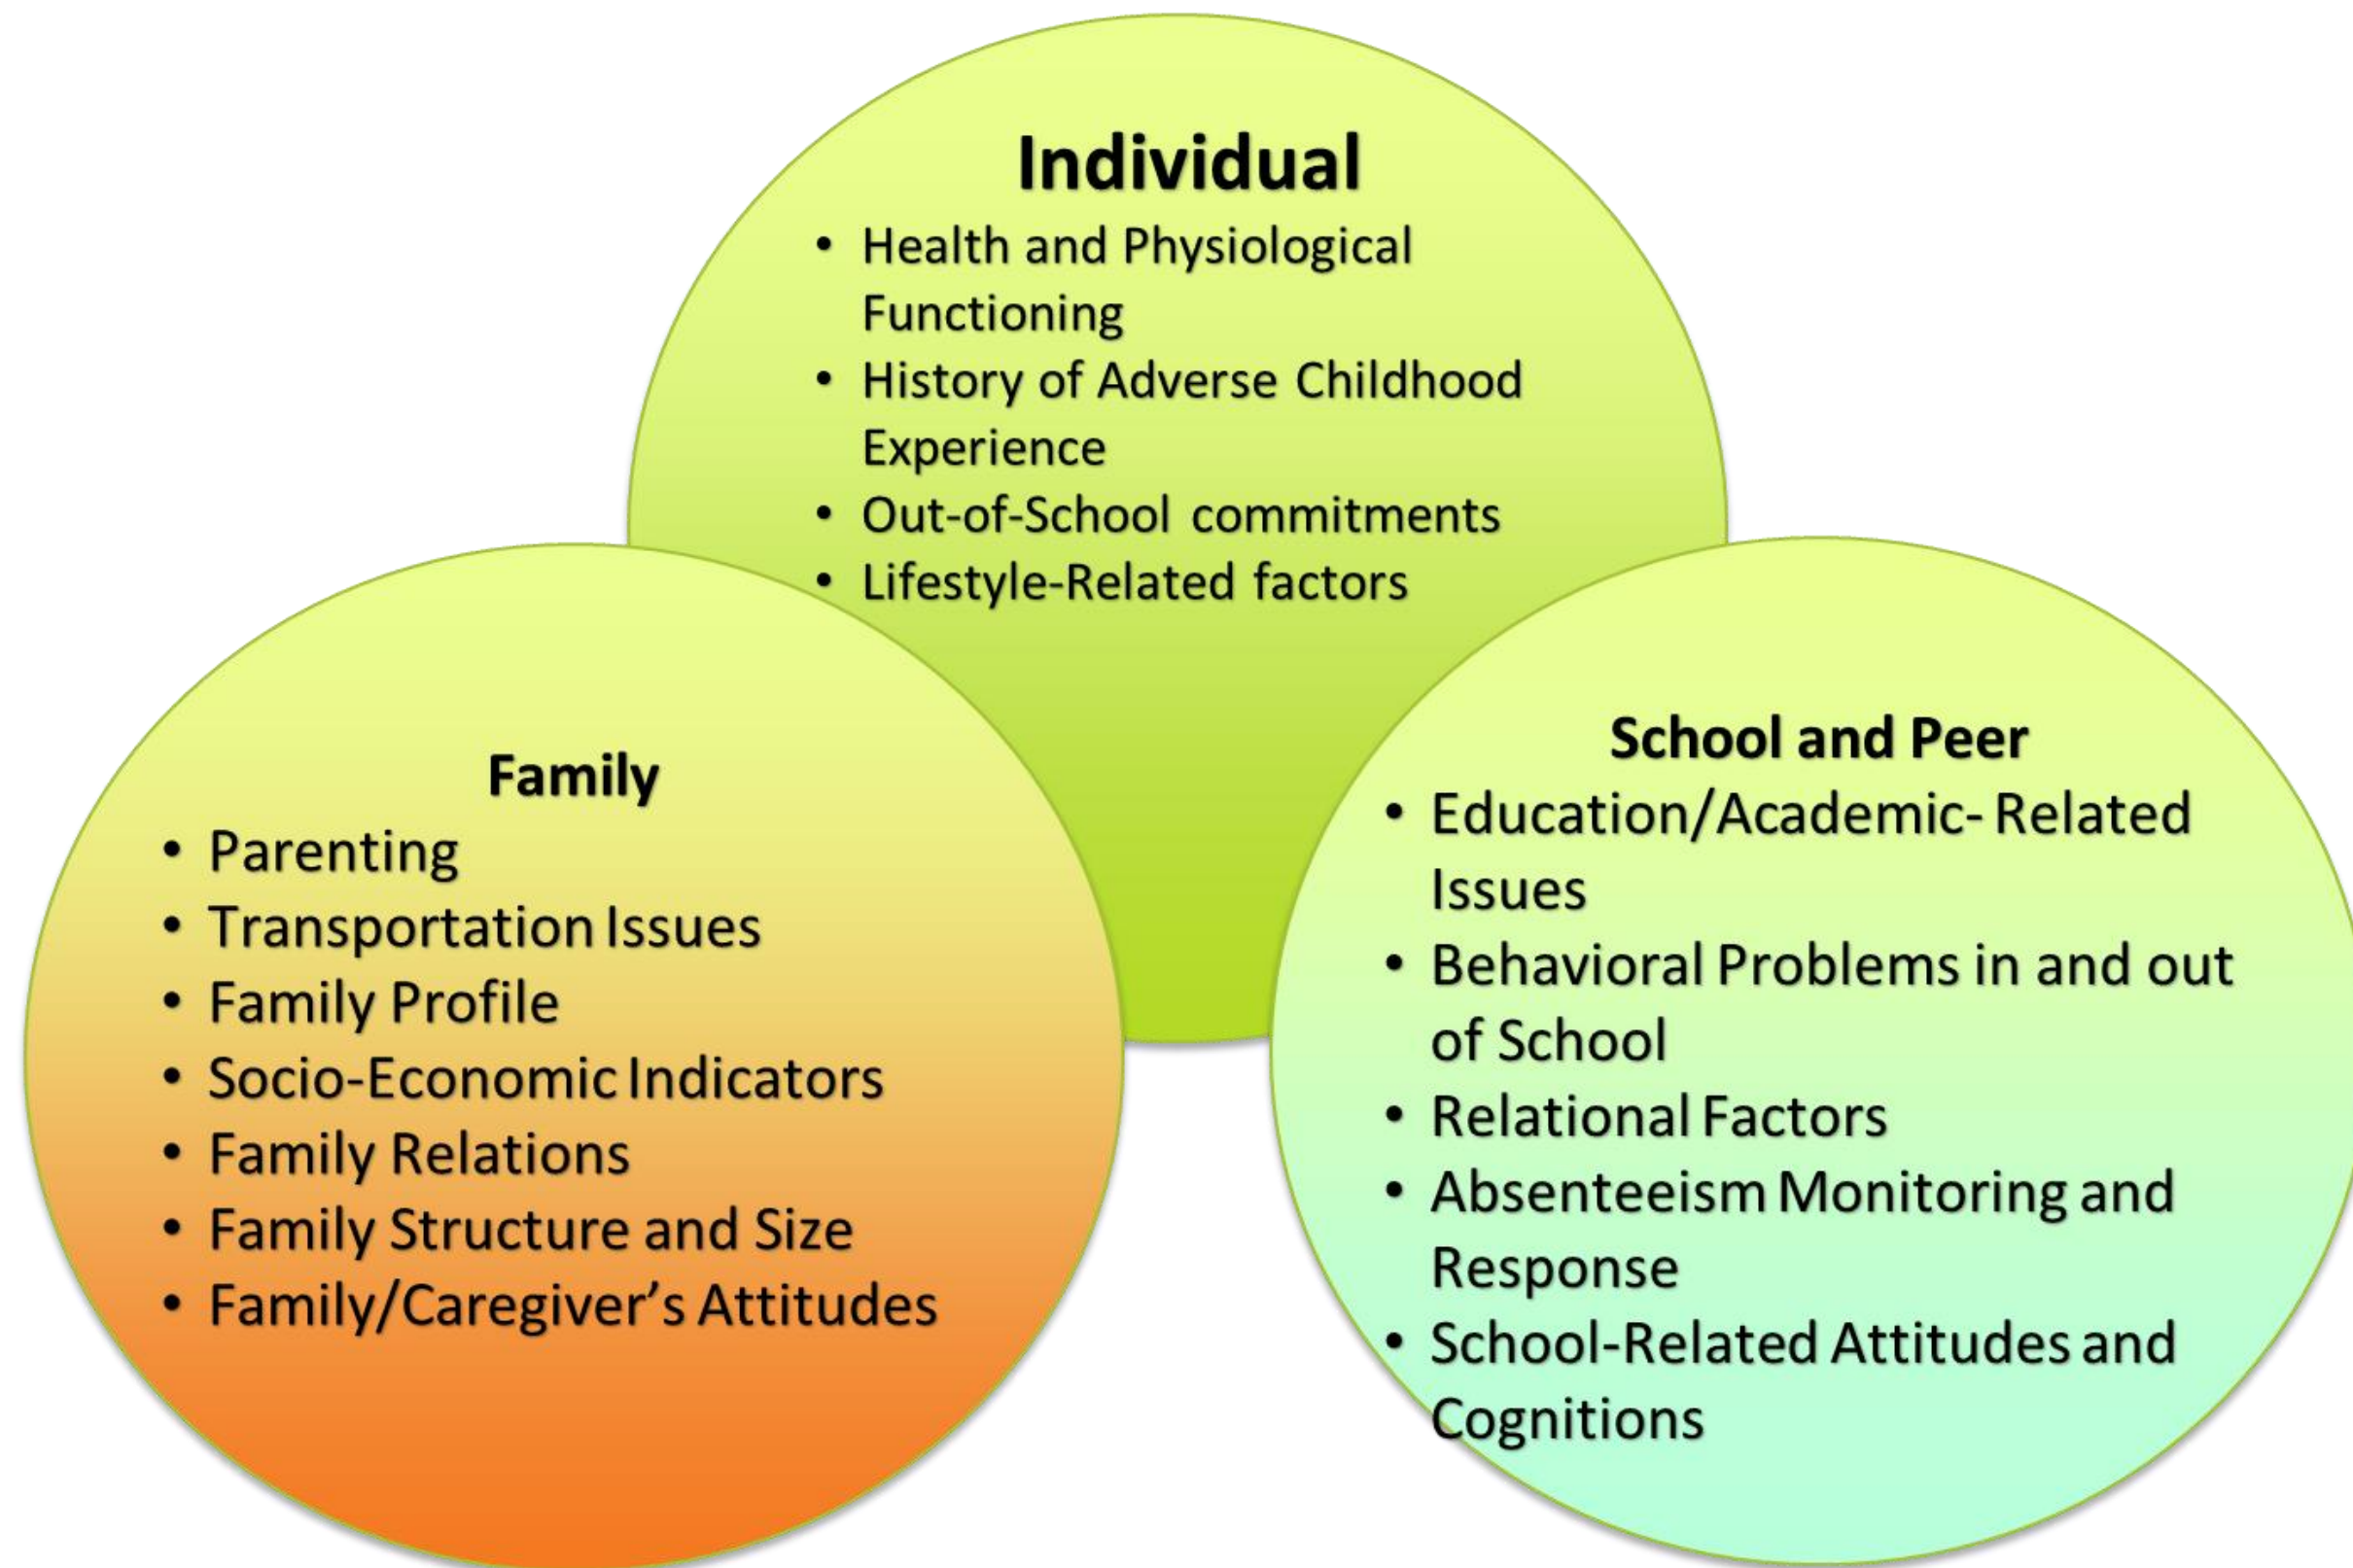 Individual
• Health and Physiological
Functioning
• History of Adverse Childhood
Experience
• Out-of-School commitments
• Lifestyle-Related factors
Family
• Parenting
• Transportation Issues
• Family Profile
• Socio-Economic Indicators
• Family Relations
• Family Structure and Size
• Family/Caregiver’s Attitudes
School and Peer
• Education/Academic- Related
Issues
• Behavioral Problems in and out
of School
• Relational Factors
• Absenteeism Monitoring and
Response
• School-Related Attitudes and
Cognitions